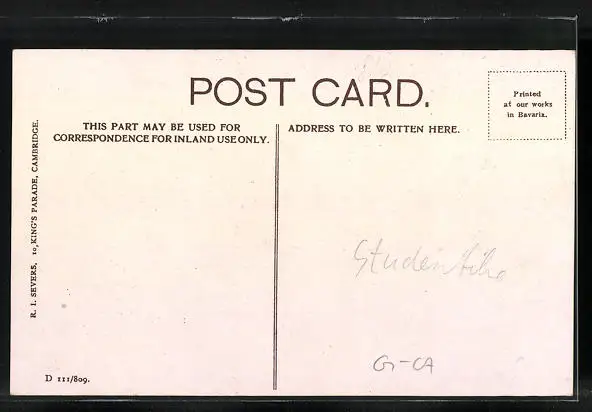 POST CARD.
Printed
at our works
in Bavaria.
THIS PART MAY BE USED FOR
CORRESPONDENCE FOR INLAND USE ONLY.
ADDRESS TO BE WRITTEN HERE.
R. I. SEVERS, 10, KING'S PARADE, CAMBRIDGE.
D 111/809.
G-CA